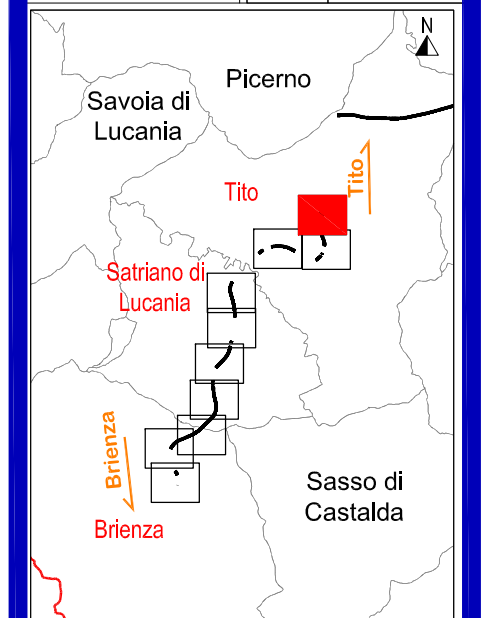 N
Picerno
Savoia di
Lucania
Tito
Tito
Satriano di
Lucania
Brienza
Sasso di
Castalda
Brienza